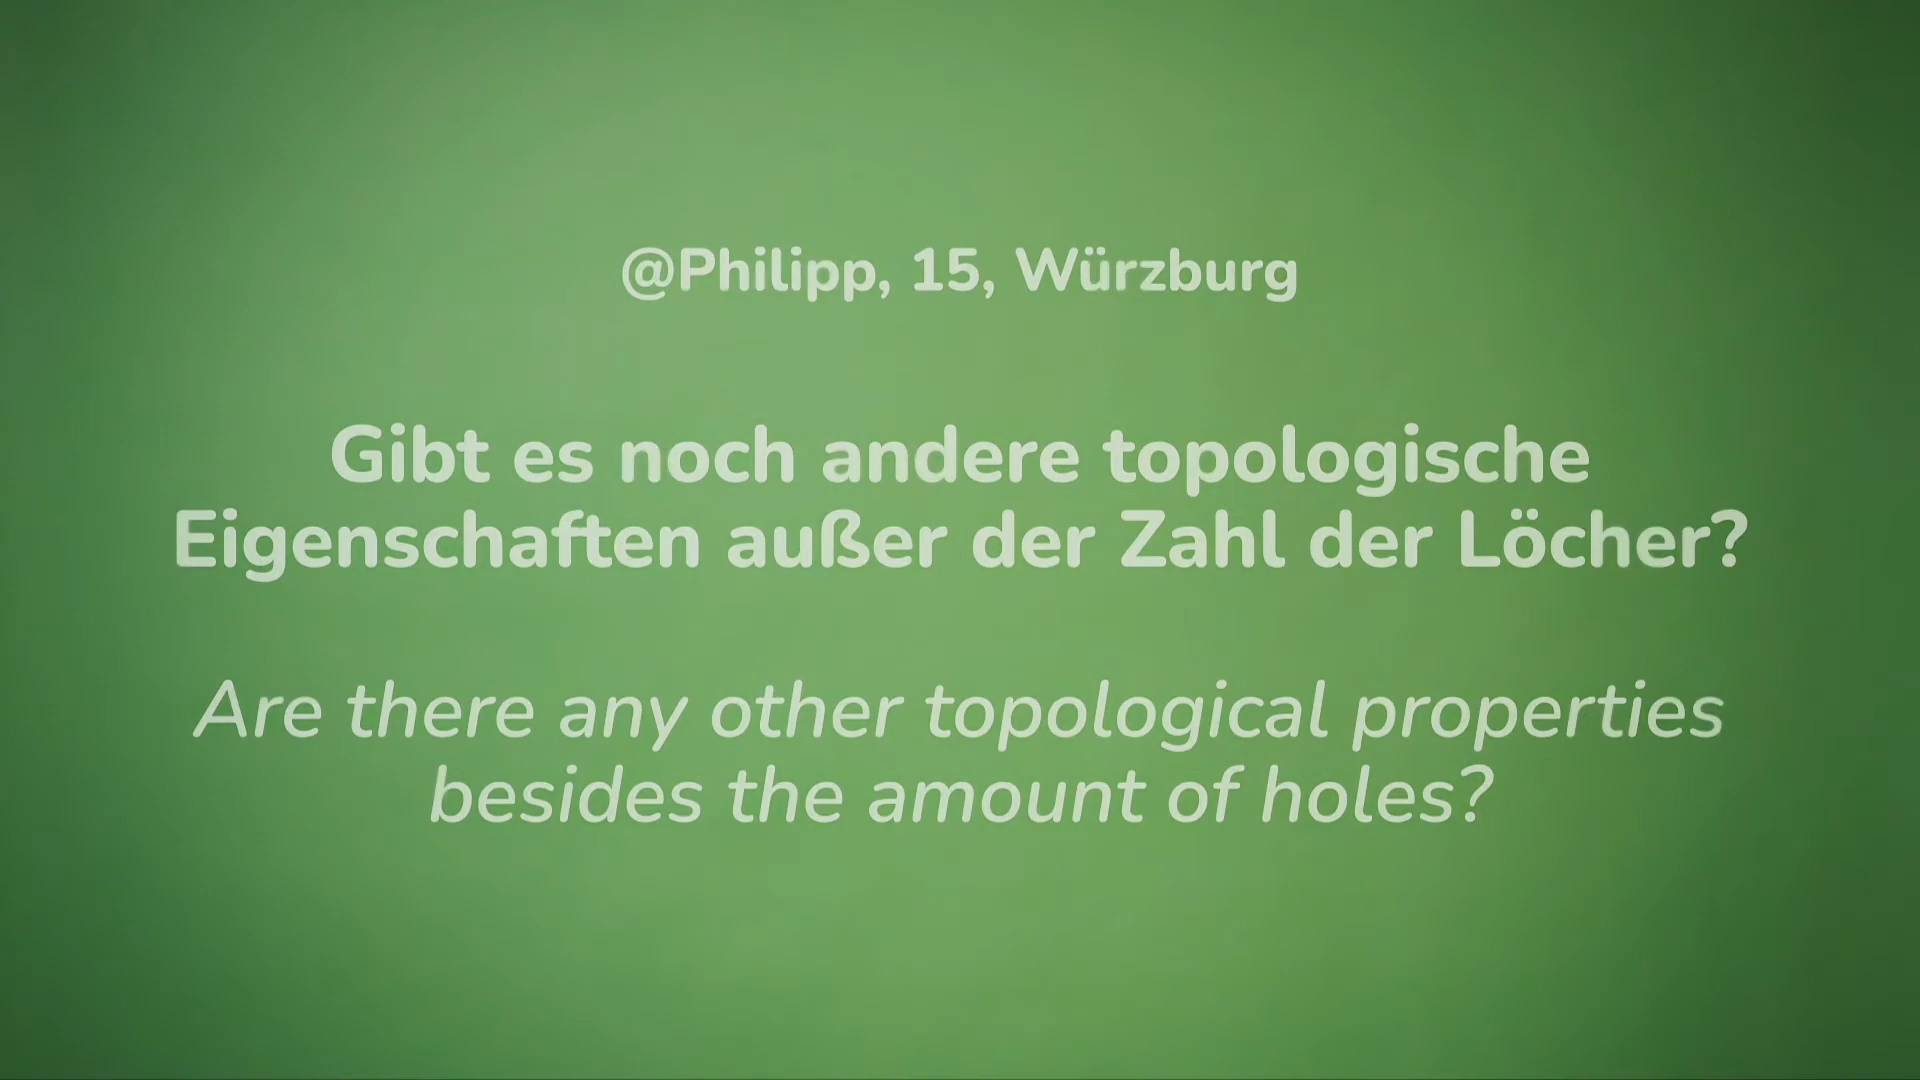 @Philipp, 15, Würzburg
Gibt es noch andere topologische
Eigenschaften außer der Zahl der Löcher?
Are there any other topological properties
besides the amount of holes?